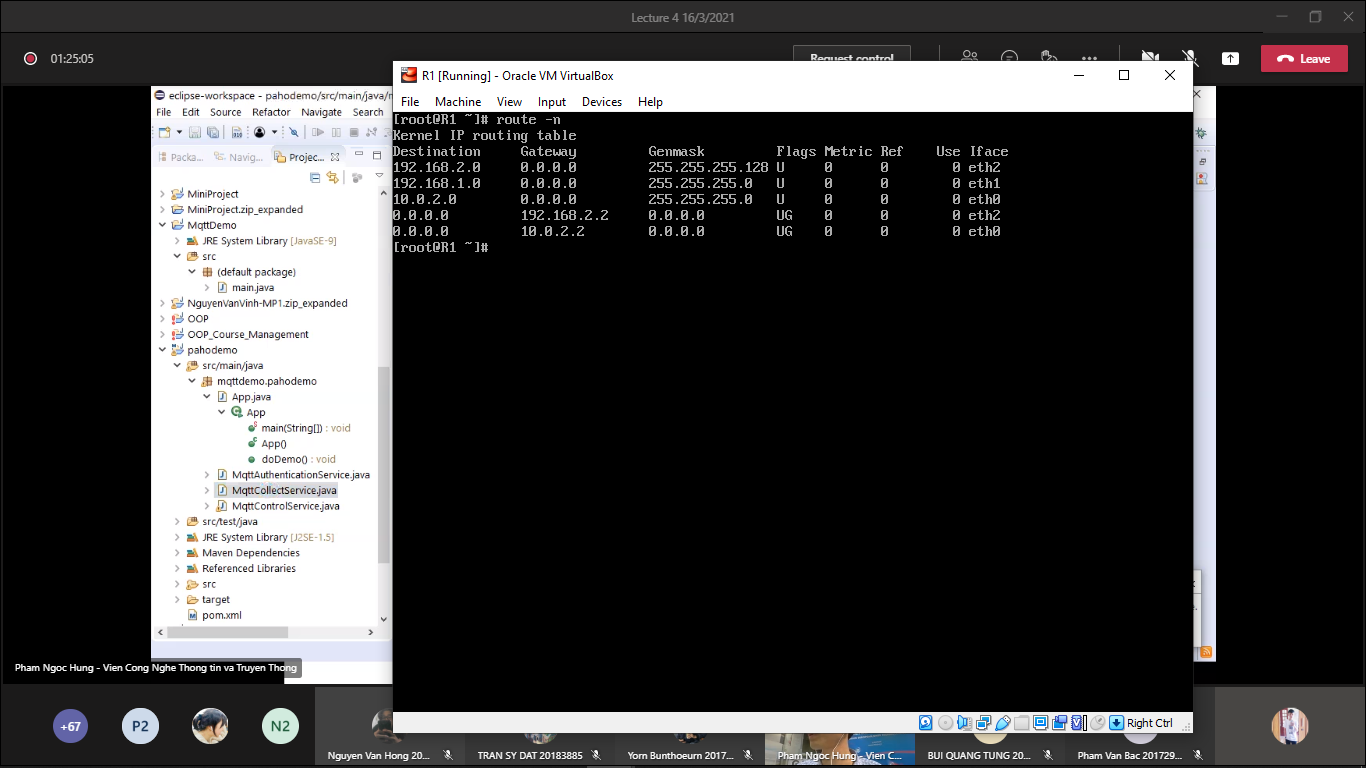 Lecture 4 16/3/2021
01:25:05
Request control
Leave
eclipse-workspace - pahodemo/src/main/java/
File Edit Source Refactor Navigate Search
Packa... Navig... Projec...
MiniProject
MiniProject.zip_expanded
MqttDemo
JRE System Library [JavaSE-9]
src
(default package)
main.java
NguyenVanVinh-MP1.zip_expanded
OOP
OOP_Course_Management
pahodemo
src/main/java
mqttdemo.pahodemo
App.java
App
main(String[]) : void
App()
doDemo() : void
MqttAuthenticationService.java
MqttCollectService.java
MqttControlService.java
src/test/java
JRE System Library [J2SE-1.5]
Maven Dependencies
Referenced Libraries
src
target
pom.xml
R1 [Running] - Oracle VM VirtualBox
File Machine View Input Devices Help
[root@R1 ~]# route -n
Kernel IP routing table
Destination Gateway Genmask Flags Metric Ref Use Iface
192.168.2.0 0.0.0.0 255.255.255.128 U 0 0 0 eth2
192.168.1.0 0.0.0.0 255.255.255.0 U 0 0 0 eth1
10.0.2.0 0.0.0.0 255.255.255.0 U 0 0 0 eth0
0.0.0.0 192.168.2.2 0.0.0.0 UG 0 0 0 eth2
0.0.0.0 10.0.2.2 0.0.0.0 UG 0 0 0 eth0
[root@R1 ~]#
Right Ctrl
Pham Ngoc Hung - Vien Cong Nghe Thong tin va Truyen Thong
+67
P2
N2
Nguyen Van Hong 20...
TRAN SY DAT 20183885
Yorn Bunthoeurn 2017...
Pham Ngoc Hung - Vien C...
BUI QUANG TUNG 20...
Pham Van Bac 201729...